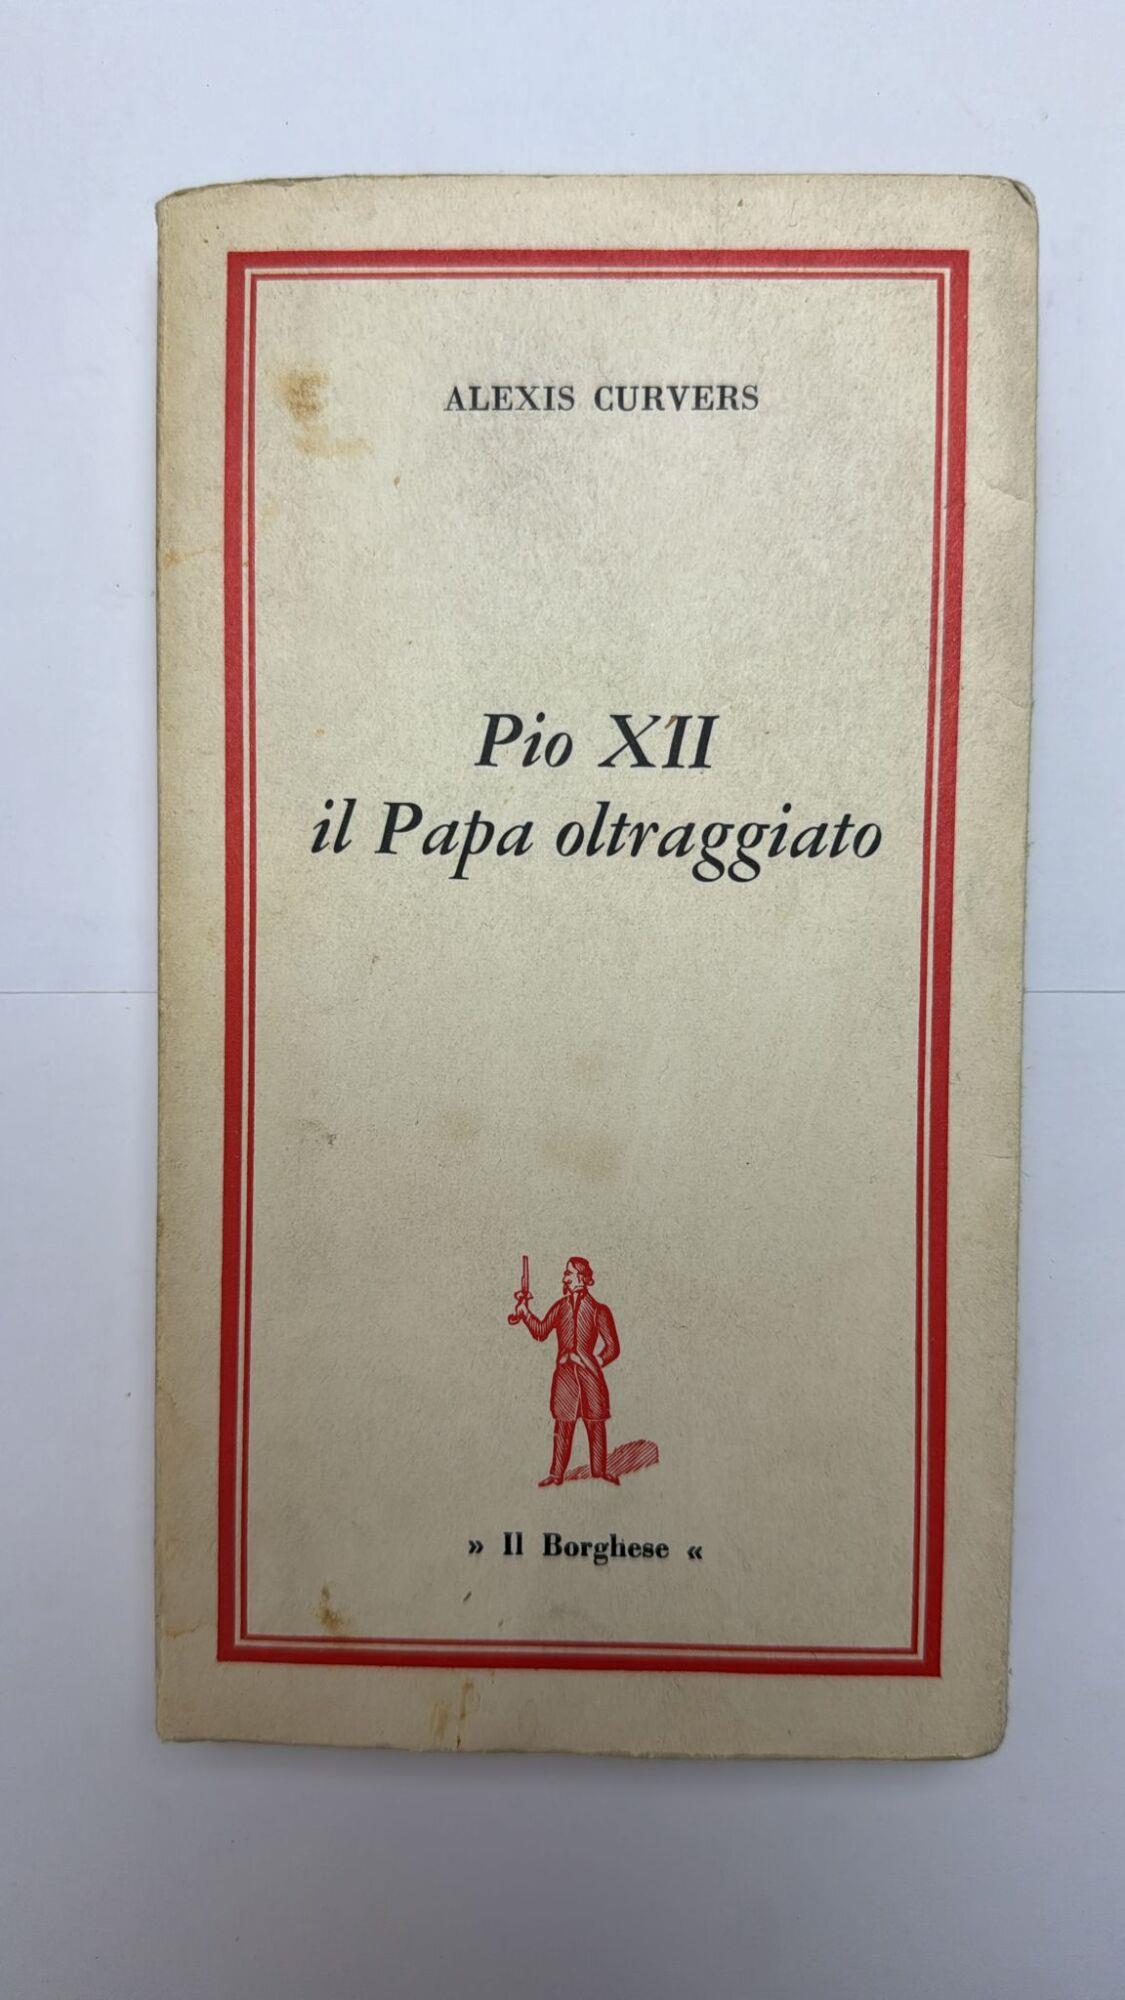 ALEXIS CURVERS
Pio XII
il Papa oltraggiato
» Il Borghese «